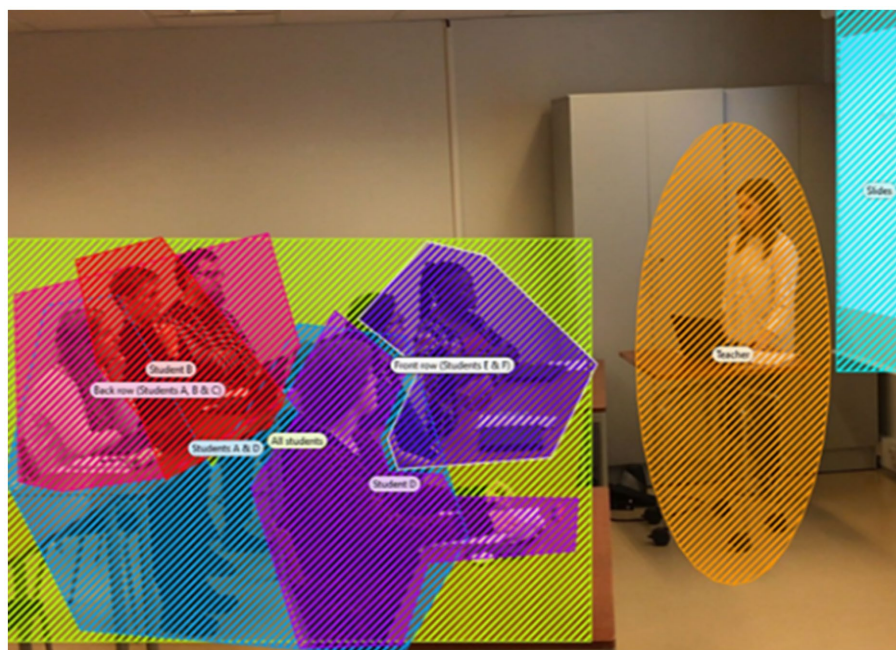 Slides
Teacher
Front row (Students E & F)
Student B
Back row (Students A, B & C)
Students A & D
All students
Student D